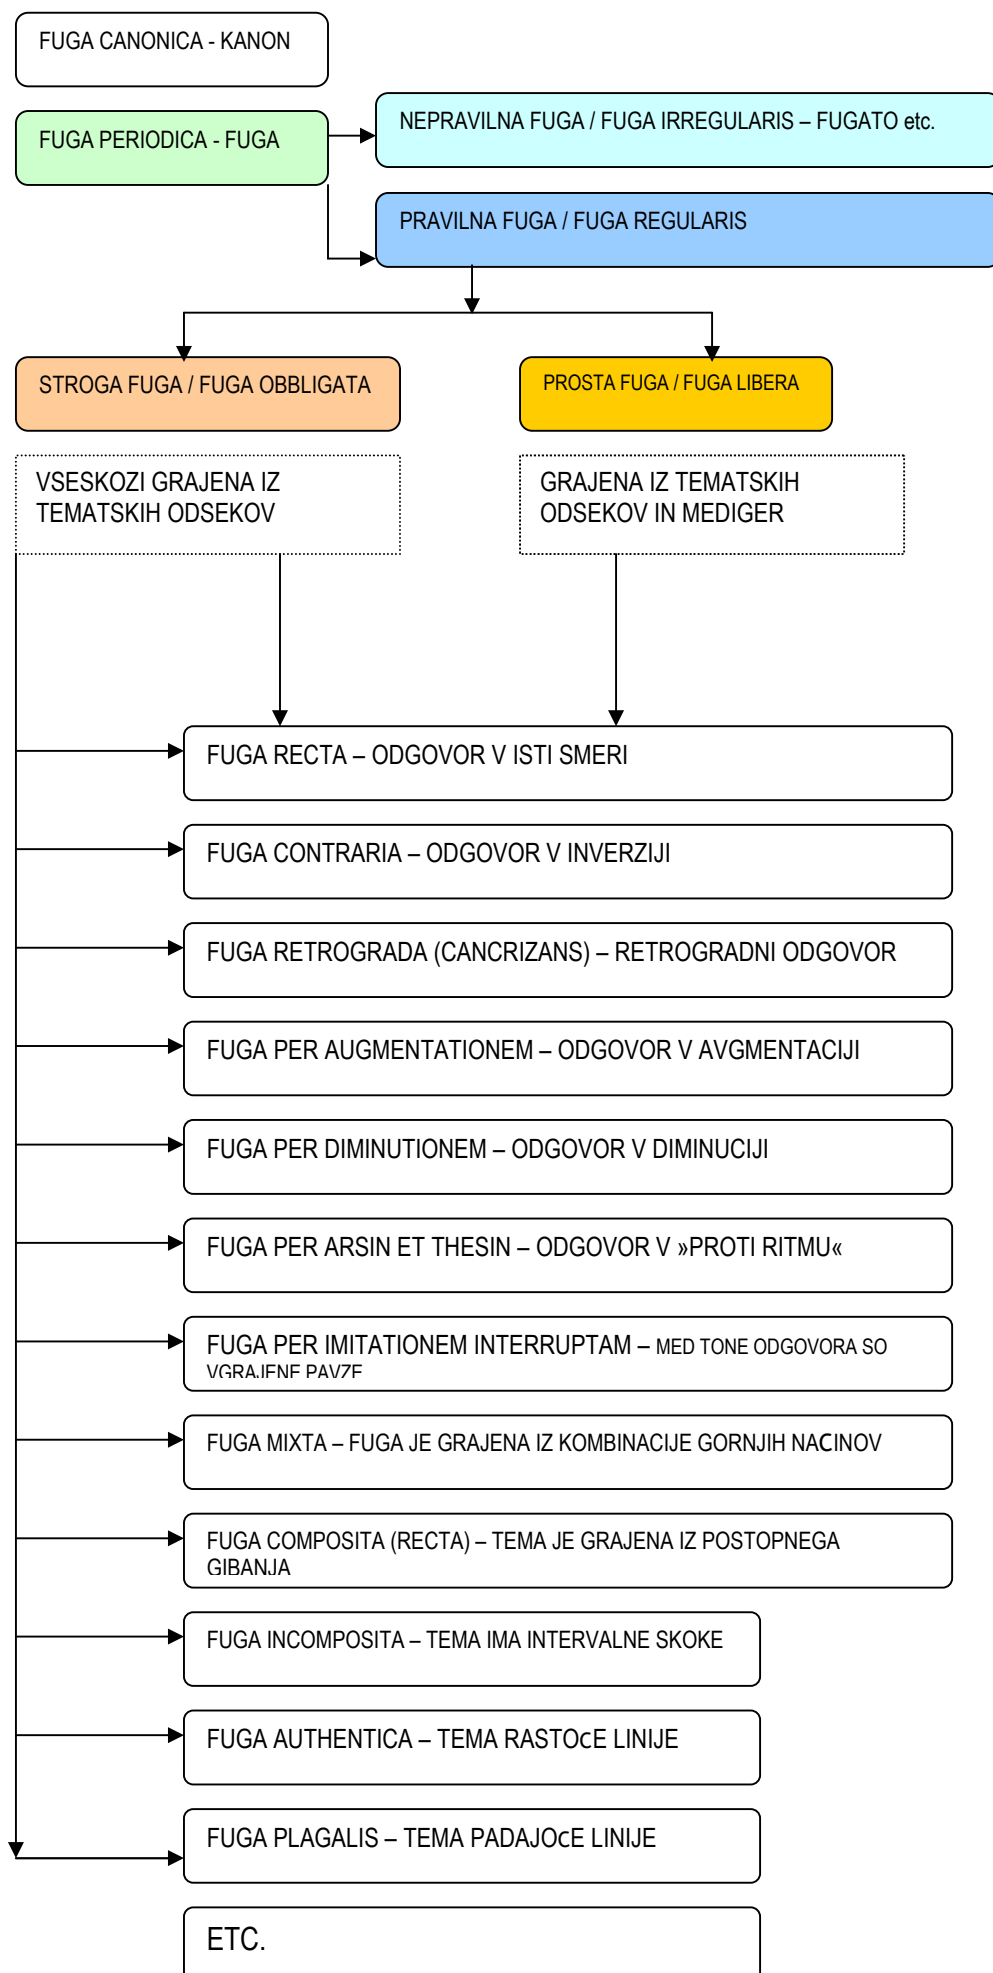 FUGA CANONICA - KANON
FUGA PERIODICA - FUGA
NEPRAVILNA FUGA / FUGA IRREGULARIS – FUGATO etc.
PRAVILNA FUGA / FUGA REGULARIS
STROGA FUGA / FUGA OBBLIGATA
PROSTA FUGA / FUGA LIBERA
VSESKOZI GRAJENA IZ
TEMATSKIH ODSEKOV
GRAJENA IZ TEMATSKIH
ODSEKOV IN MEDIGER
FUGA RECTA – ODGOVOR V ISTI SMERI
FUGA CONTRARIA – ODGOVOR V INVERZIJI
FUGA RETROGRADA (CANCRIZANS) – RETROGRADNI ODGOVOR
FUGA PER AUGMENTATIONEM – ODGOVOR V AVGMENTACIJI
FUGA PER DIMINUTIONEM – ODGOVOR V DIMINUCIJI
FUGA PER ARSIN ET THESIN – ODGOVOR V »PROTI RITMU«
FUGA PER IMITATIONEM INTERRUPTAM – MED TONE ODGOVORA SO
VGRAJENE PAVZE
FUGA MIXTA – FUGA JE GRAJENA IZ KOMBINACIJE GORNJIH NACINOV
FUGA COMPOSITA (RECTA) – TEMA JE GRAJENA IZ POSTOPNEGA
GIBANJA
FUGA INCOMPOSITA – TEMA IMA INTERVALNE SKOKE
FUGA AUTHENTICA – TEMA RASTOcE LINIJE
FUGA PLAGALIS – TEMA PADAJOcE LINIJE
ETC.